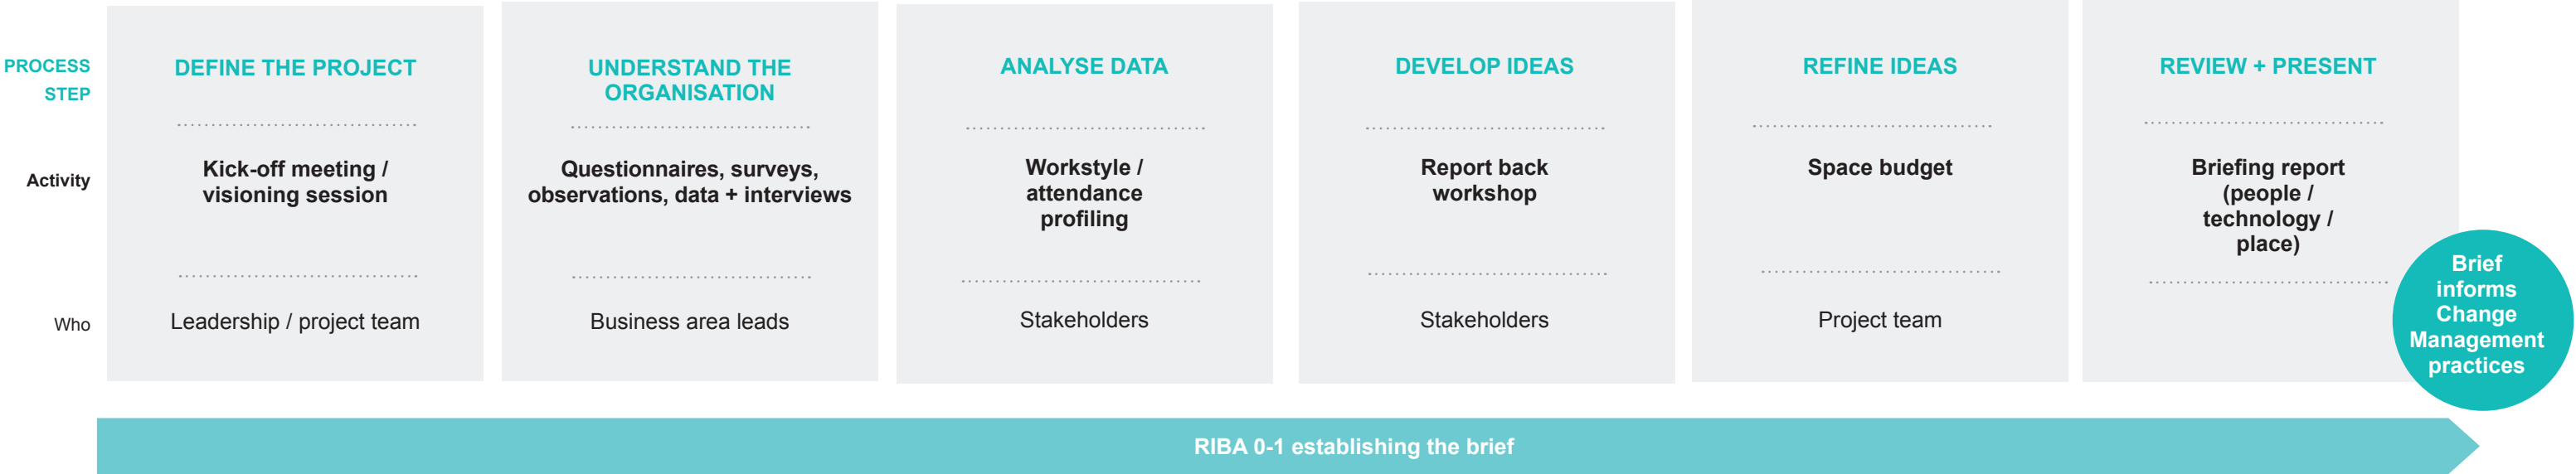 PROCESS
STEP
DEFINE THE PROJECT
UNDERSTAND THE
ORGANISATION
ANALYSE DATA
DEVELOP IDEAS
REFINE IDEAS
REVIEW + PRESENT
Activity
Kick-off meeting /
visioning session
Questionnaires, surveys,
observations, data + interviews
Workstyle /
attendance
profiling
Report back
workshop
Space budget
Briefing report
(people /
technology /
place)
Who
Leadership / project team
Business area leads
Stakeholders
Stakeholders
Project team
Brief
informs
Change
Management
practices
RIBA 0-1 establishing the brief